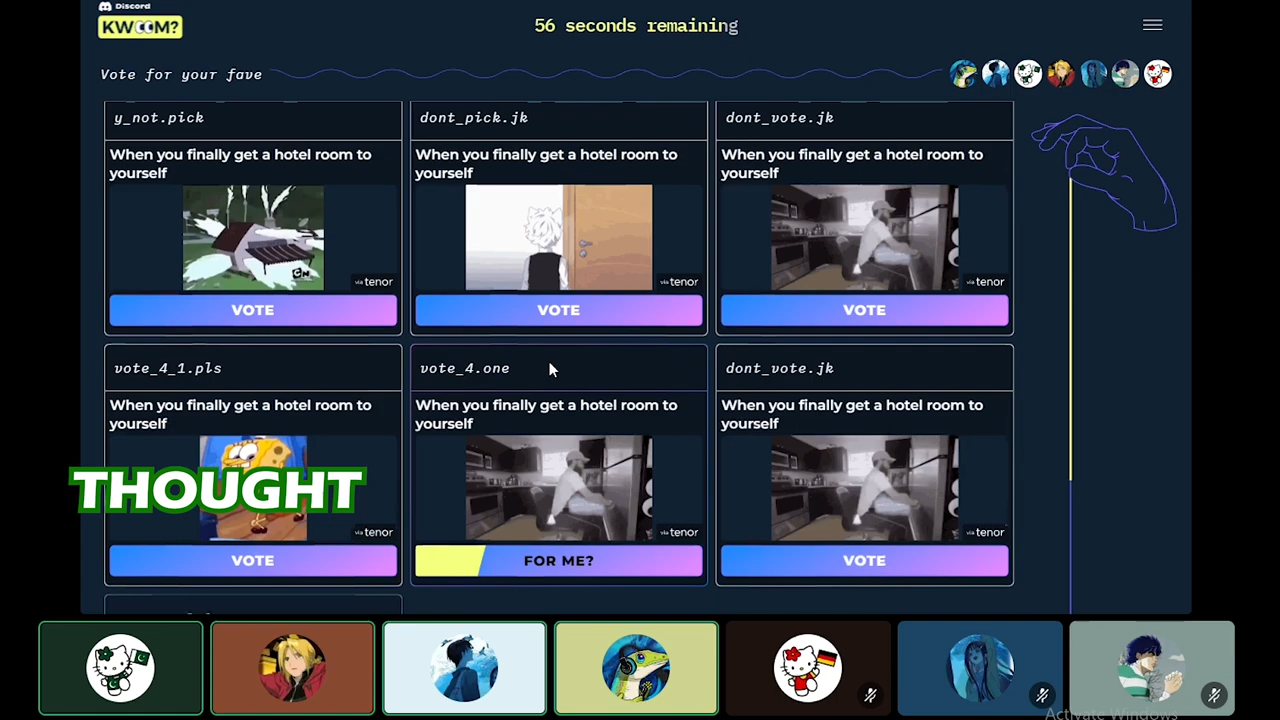 Discord
KWOOM?
56 seconds remaining
Vote for your fave
y_not.pick
When you finally get a hotel room to
yourself
CN
via tenor
VOTE
dont_pick.jk
When you finally get a hotel room to
yourself
via tenor
VOTE
dont_vote.jk
When you finally get a hotel room to
yourself
via tenor
VOTE
vote_4_1.pls
When you finally get a hotel room to
yourself
THOUGHT
via tenor
VOTE
vote_4.one
When you finally get a hotel room to
yourself
via tenor
FOR ME?
dont_vote.jk
When you finally get a hotel room to
yourself
via tenor
VOTE
Activate Windows